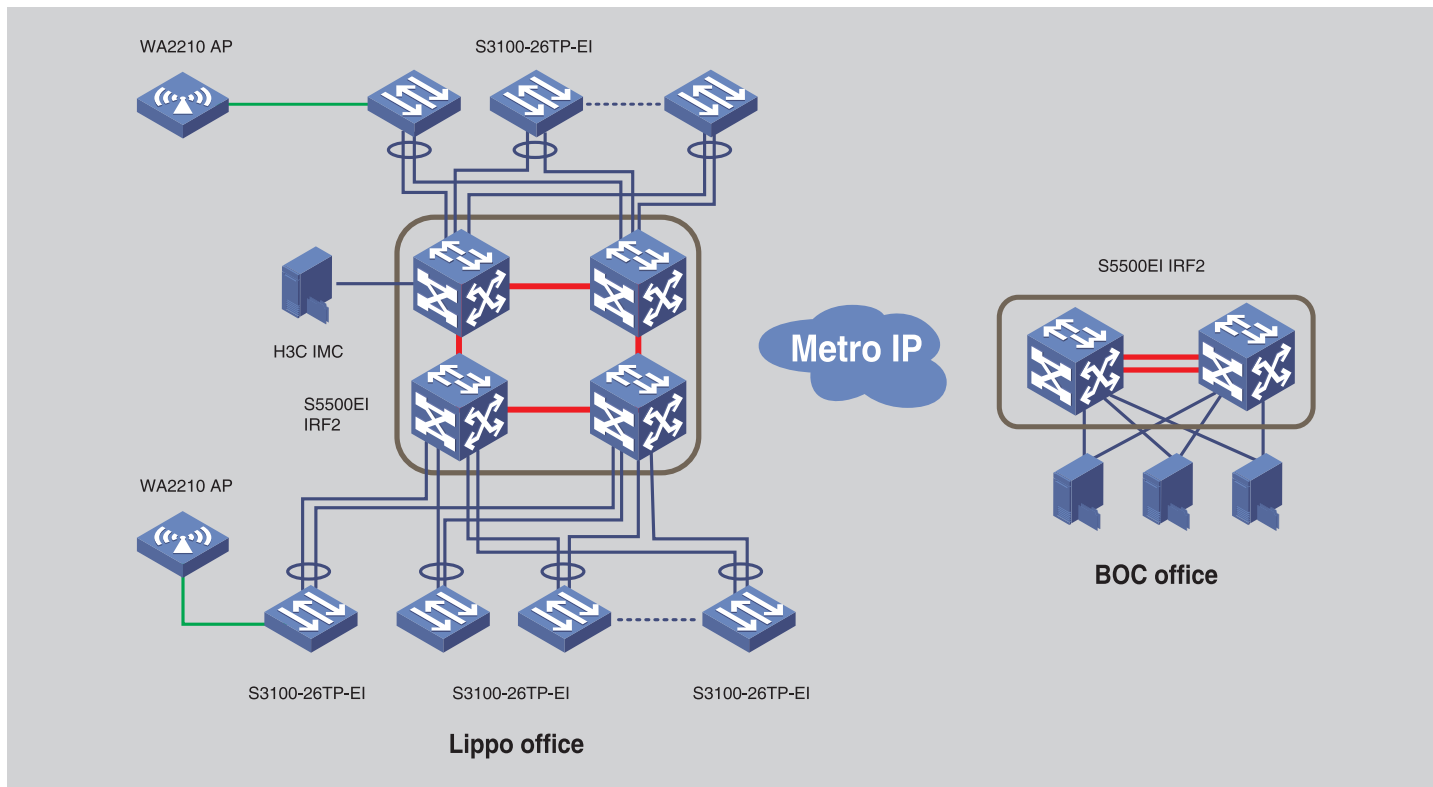 WA2210 AP
S3100-26TP-EI
H3C IMC
S5500EI
IRF2
Metro IP
S5500EI IRF2
WA2210 AP
BOC office
S3100-26TP-EI
S3100-26TP-EI
S3100-26TP-EI
Lippo office